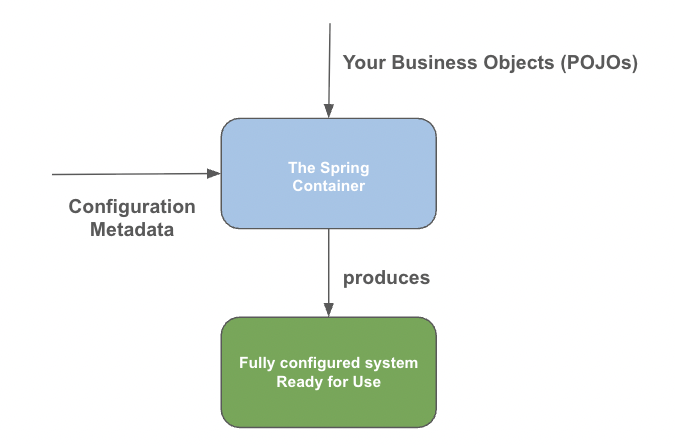 Your Business Objects (POJOs)
The Spring
Container
Configuration
Metadata
produces
Fully configured system
Ready for Use